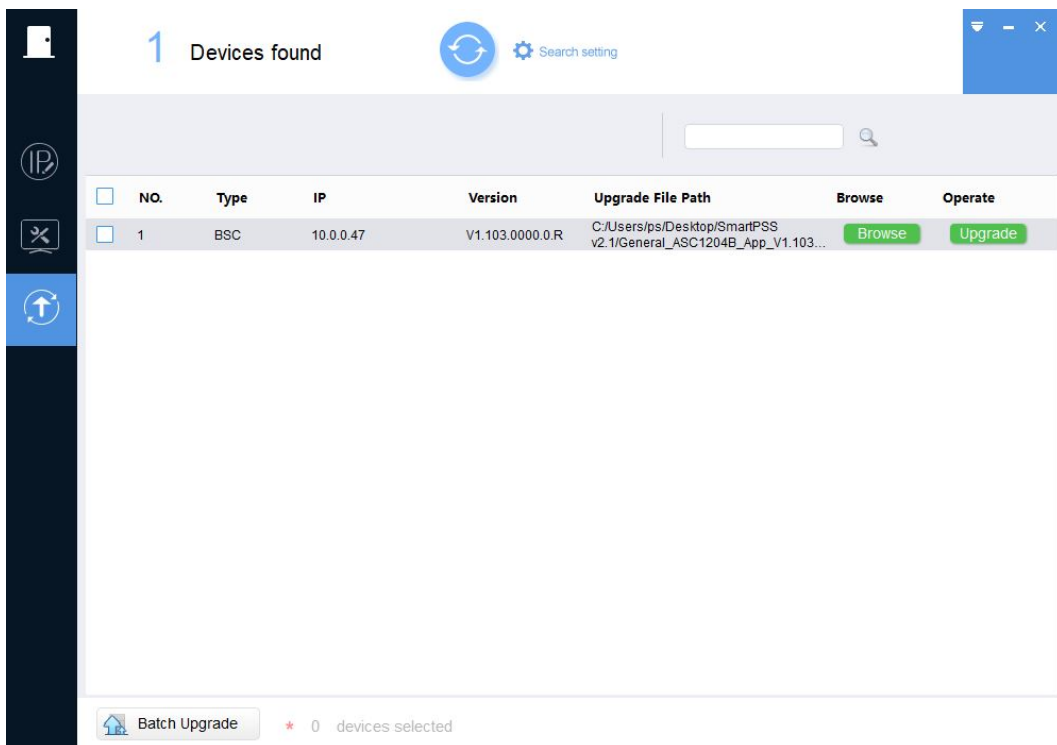 1 Devices found
Search setting
IP
NO. Type IP Version Upgrade File Path Browse Operate
1 BSC 10.0.0.47 V1.103.0000.0.R C:/Users/ps/Desktop/SmartPSS Browse Upgrade
v2.1/General_ASC1204B_App_V1.103...
Batch Upgrade * 0 devices selected